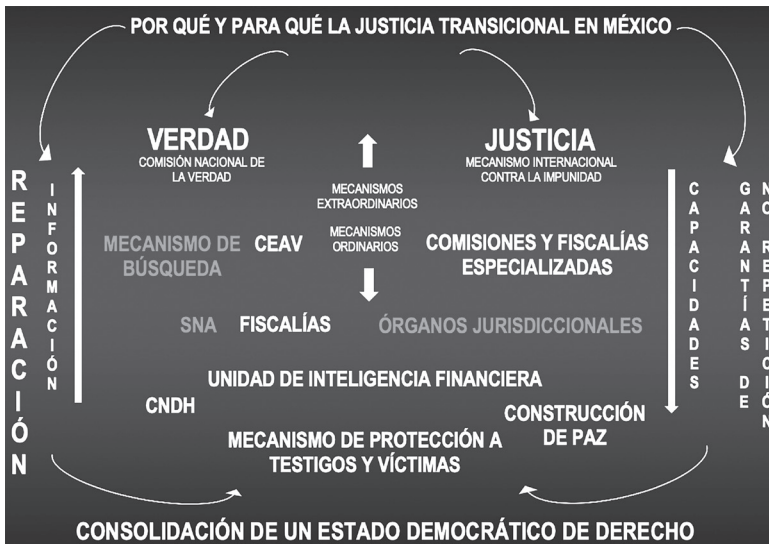 POR QUÉ Y PARA QUÉ LA JUSTICIA TRANSICIONAL EN MÉXICO
VERDAD
COMISIÓN NACIONAL DE
LA VERDAD
JUSTICIA
MECANISMO INTERNACIONAL
CONTRA LA IMPUNIDAD
REPARACIÓN
INFORMACIÓN
MECANISMOS
EXTRAORDINARIOS
MECANISMOS
ORDINARIOS
CAPACIDADES
GARANTÍAS DE
NO REPETICIÓN
MECANISMO DE
BÚSQUEDA
CEAV
COMISIONES Y FISCALÍAS
ESPECIALIZADAS
SNA
FISCALÍAS
ÓRGANOS JURISDICCIONALES
UNIDAD DE INTELIGENCIA FINANCIERA
CNDH
CONSTRUCCIÓN
DE PAZ
MECANISMO DE PROTECCIÓN A
TESTIGOS Y VÍCTIMAS
CONSOLIDACIÓN DE UN ESTADO DEMOCRÁTICO DE DERECHO